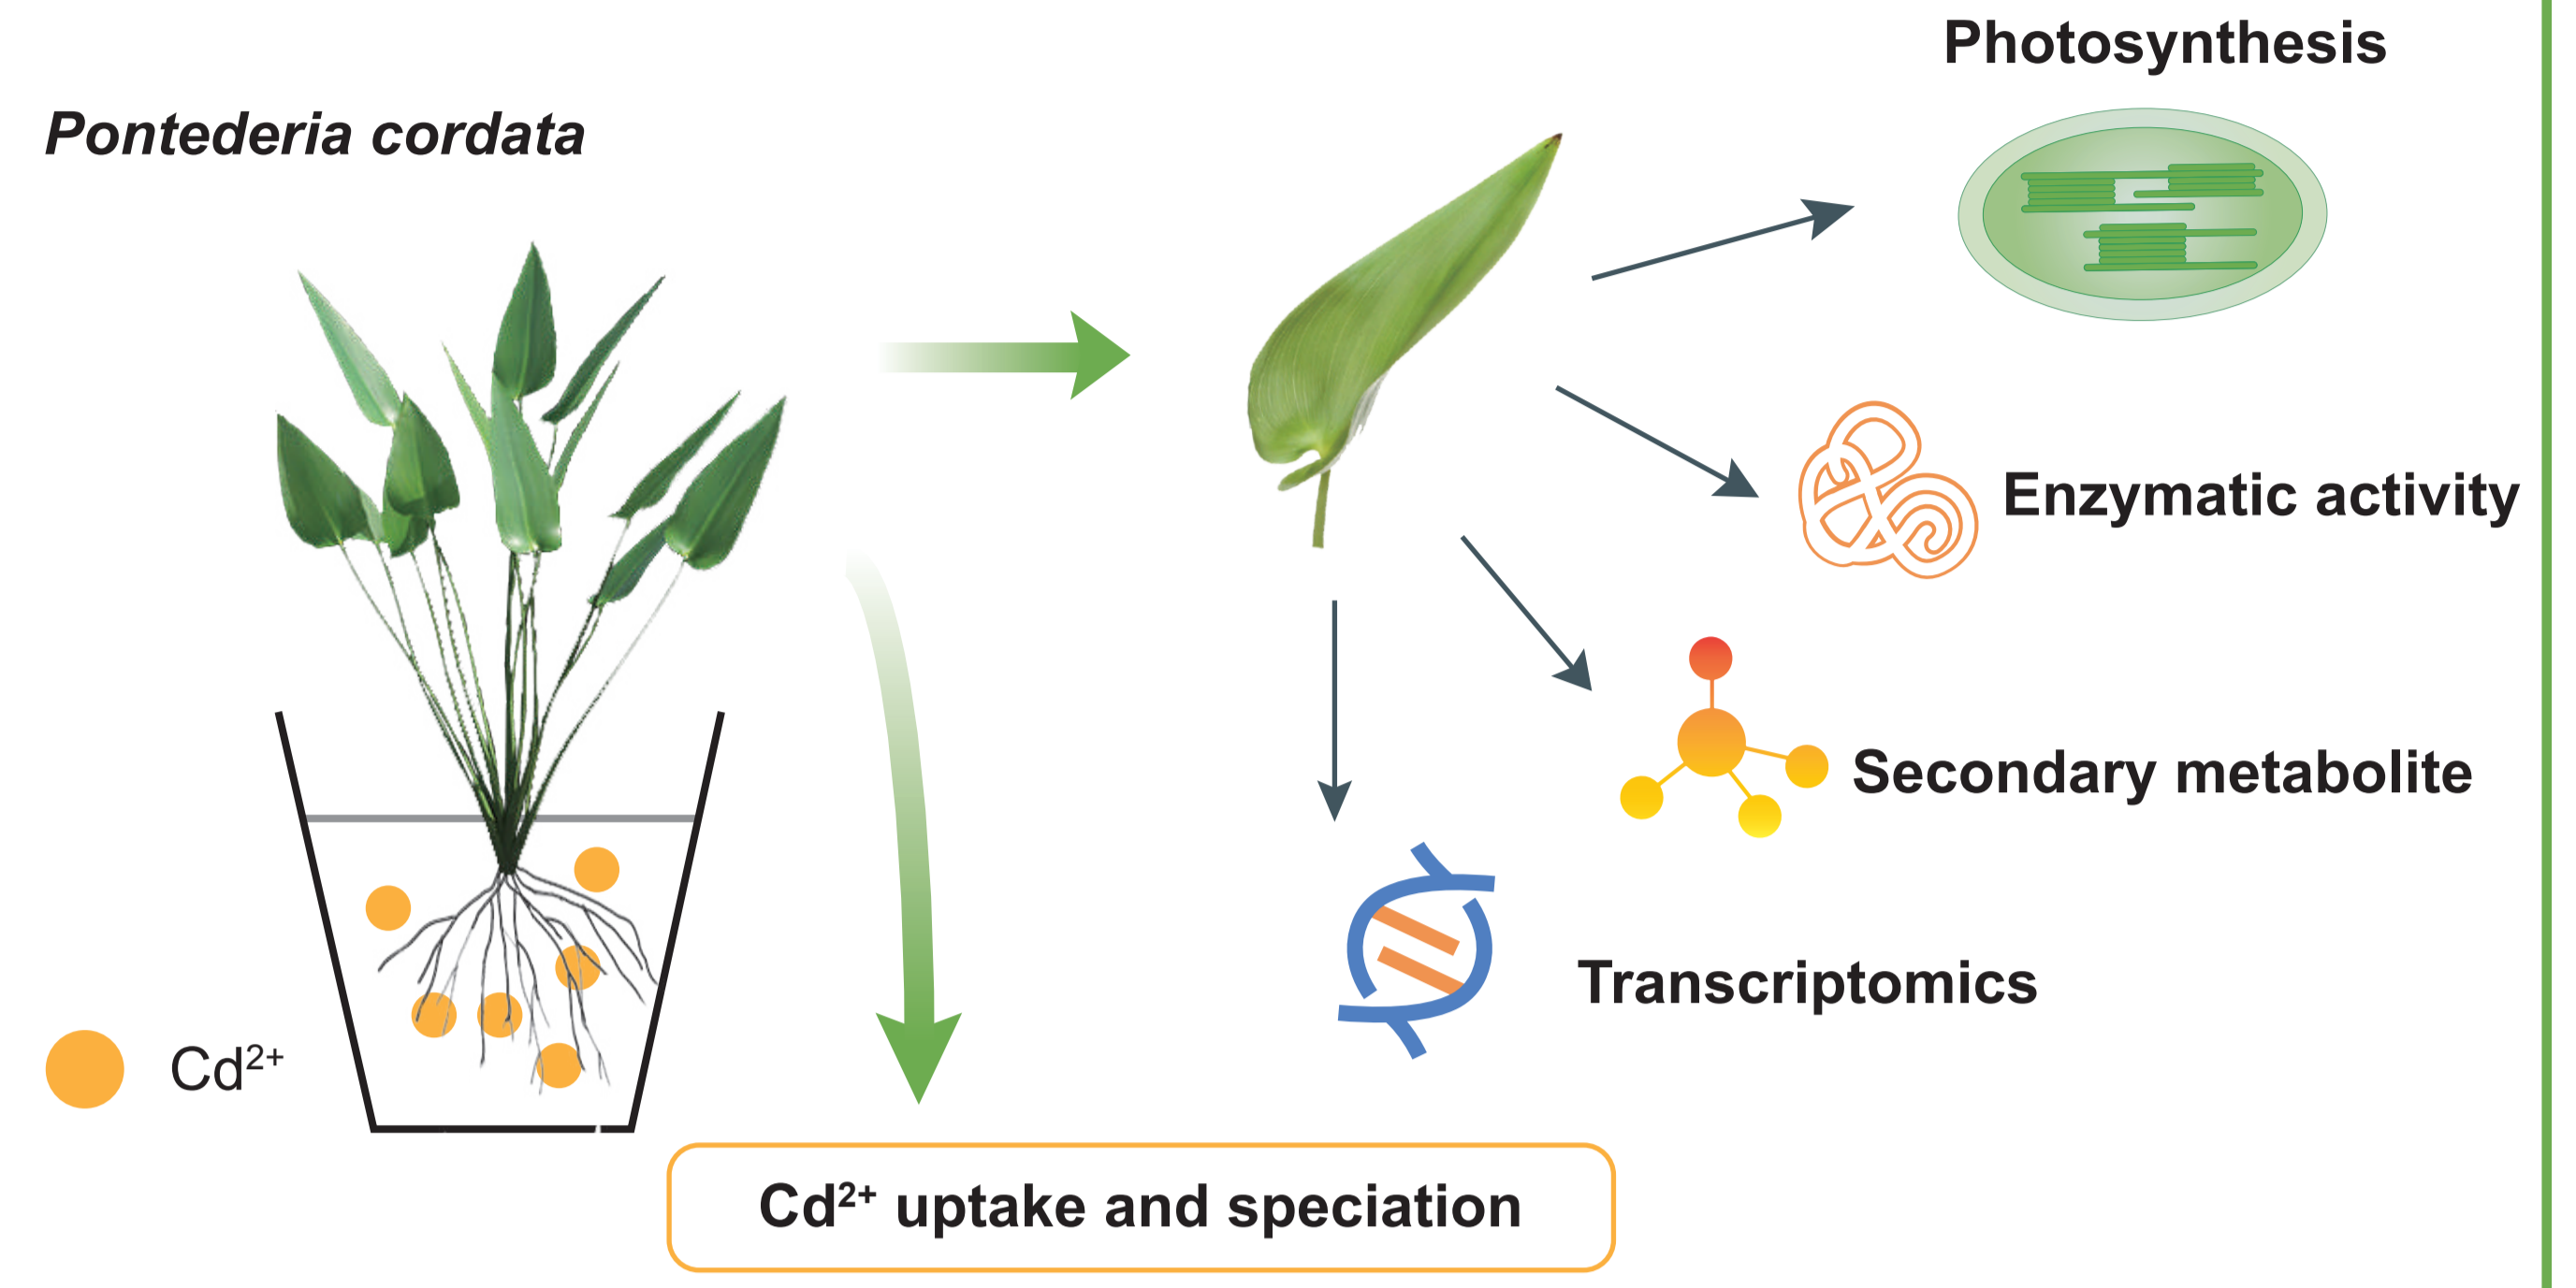 Photosynthesis
Pontederia cordata
Enzymatic activity
Secondary metabolite
Transcriptomics
Cd²⁺
Cd²⁺ uptake and speciation